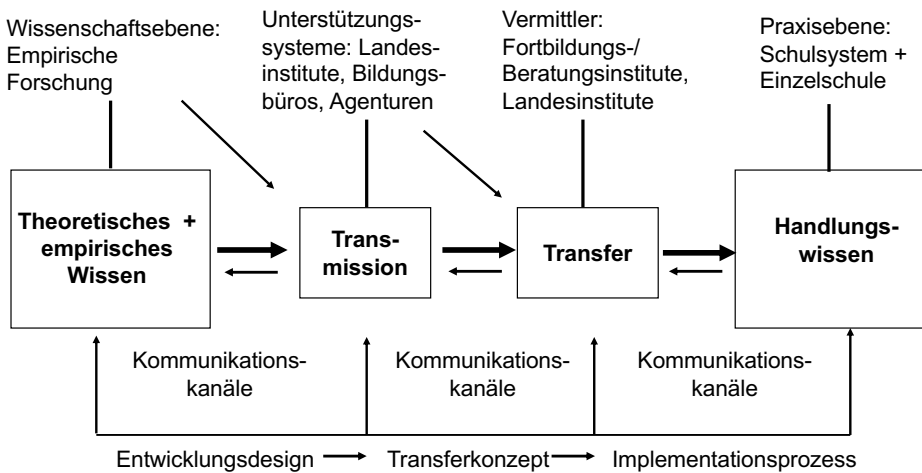 Wissenschaftsebene:
Empirische
Forschung
Unterstützungs-
systeme: Landes-
institute, Bildungs-
büros, Agenturen
Vermittler:
Fortbildungs-/
Beratungsinstitute,
Landesinstitute
Praxisebene:
Schulsystem +
Einzelschule
Theoretisches +
empirisches
Wissen
Trans-
mission
Transfer
Handlungs-
wissen
Kommunikations-
kanäle
Kommunikations-
kanäle
Kommunikations-
kanäle
Entwicklungsdesign
Transferkonzept
Implementationsprozess